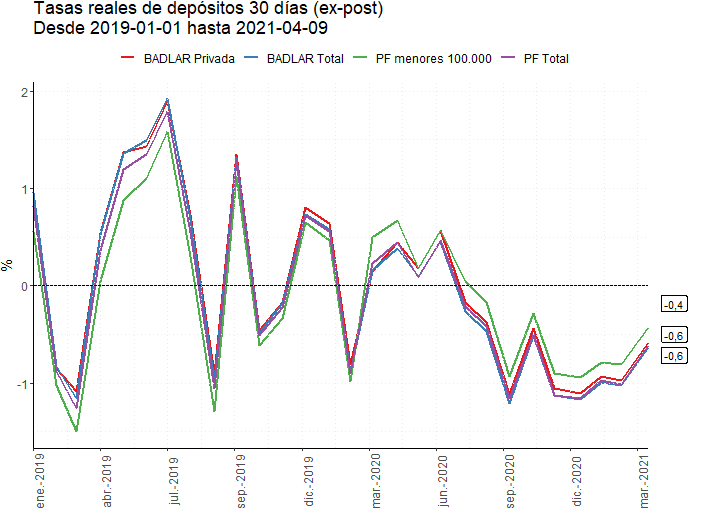 Tasas reales de depósitos 30 días (ex-post)
Desde 2019-01-01 hasta 2021-04-09
BADLAR Privada BADLAR Total PF menores 100.000 PF Total
%
2
1
0
-1
-0,4
-0,6
-0,6
ene.-2019
abr.-2019
jul.-2019
sep.-2019
dic.-2019
mar.-2020
jun.-2020
sep.-2020
dic.-2020
mar.-2021